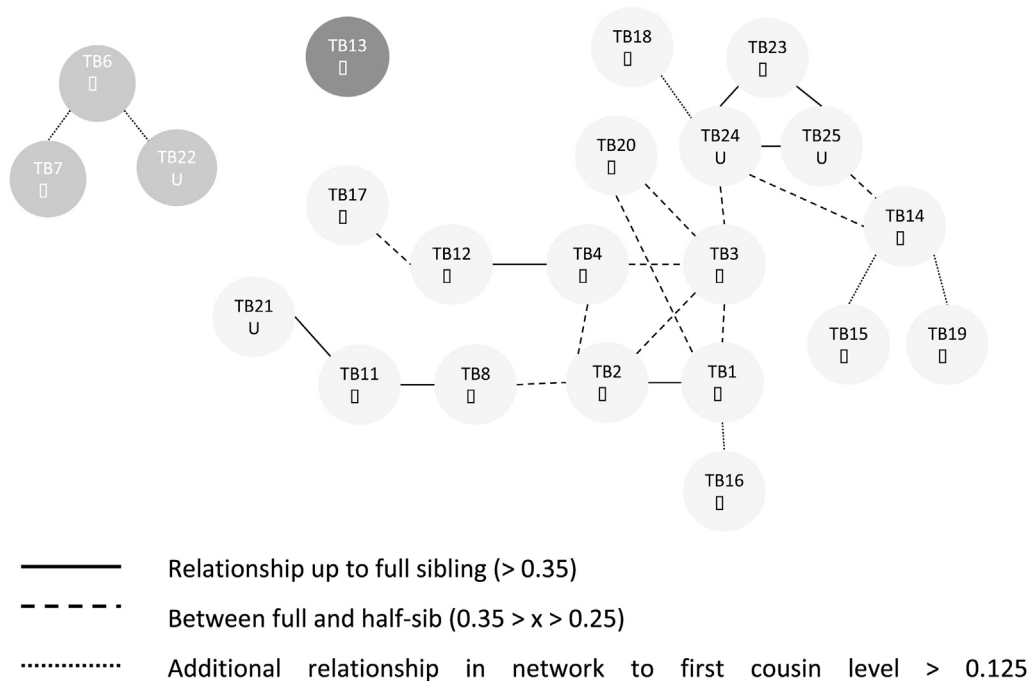 TB18
TB23
TB13
▯
▯
▯
TB6
▯
TB24
U
TB25
U
TB20
▯
TB7
▯
TB22
U
TB17
▯
TB14
▯
TB12
▯
TB4
▯
TB3
▯
TB21
U
TB15
▯
TB19
▯
TB11
▯
TB8
▯
TB2
▯
TB1
▯
TB16
▯
Relationship up to full sibling (> 0.35)
Between full and half-sib (0.35 > x > 0.25)
Additional relationship in network to first cousin level > 0.125